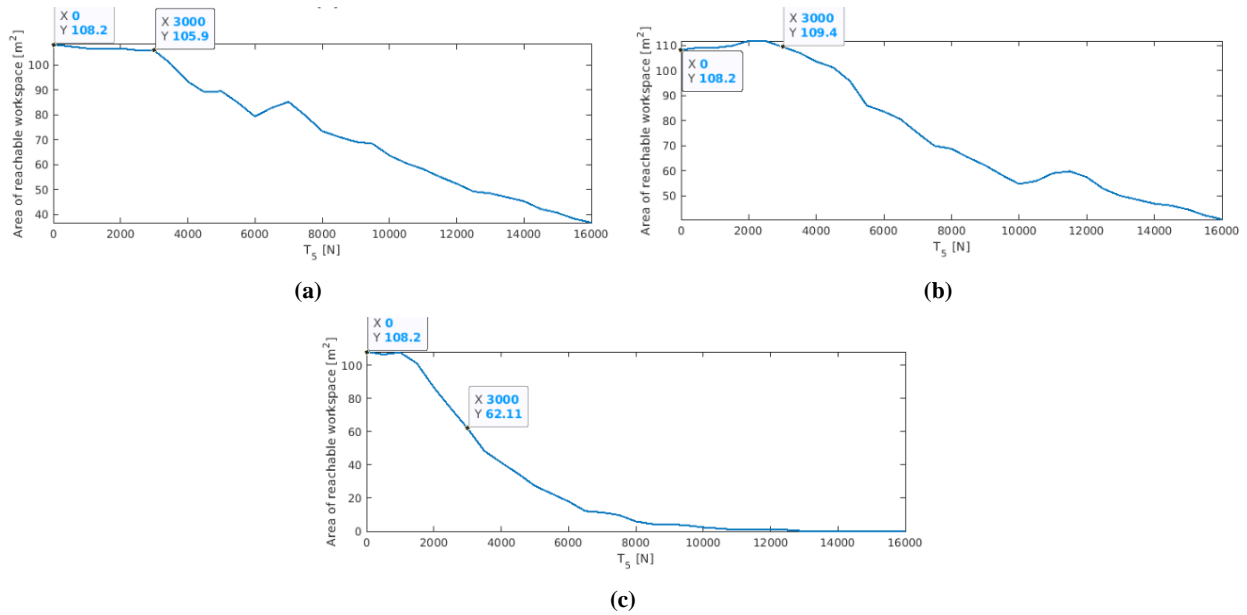 X 0
Y 108.2
X 3000
Y 105.9
Area of reachable workspace [m²]
100
90
80
70
60
50
40
0 2000 4000 6000 8000 10000 12000 14000 16000
T₅ [N]
(a)
X 3000
Y 109.4
X 0
Y 108.2
Area of reachable workspace [m²]
110
100
90
80
70
60
50
0 2000 4000 6000 8000 10000 12000 14000 16000
T₅ [N]
(b)
X 0
Y 108.2
X 3000
Y 62.11
Area of reachable workspace [m²]
100
80
60
40
20
0
0 2000 4000 6000 8000 10000 12000 14000 16000
T₅ [N]
(c)